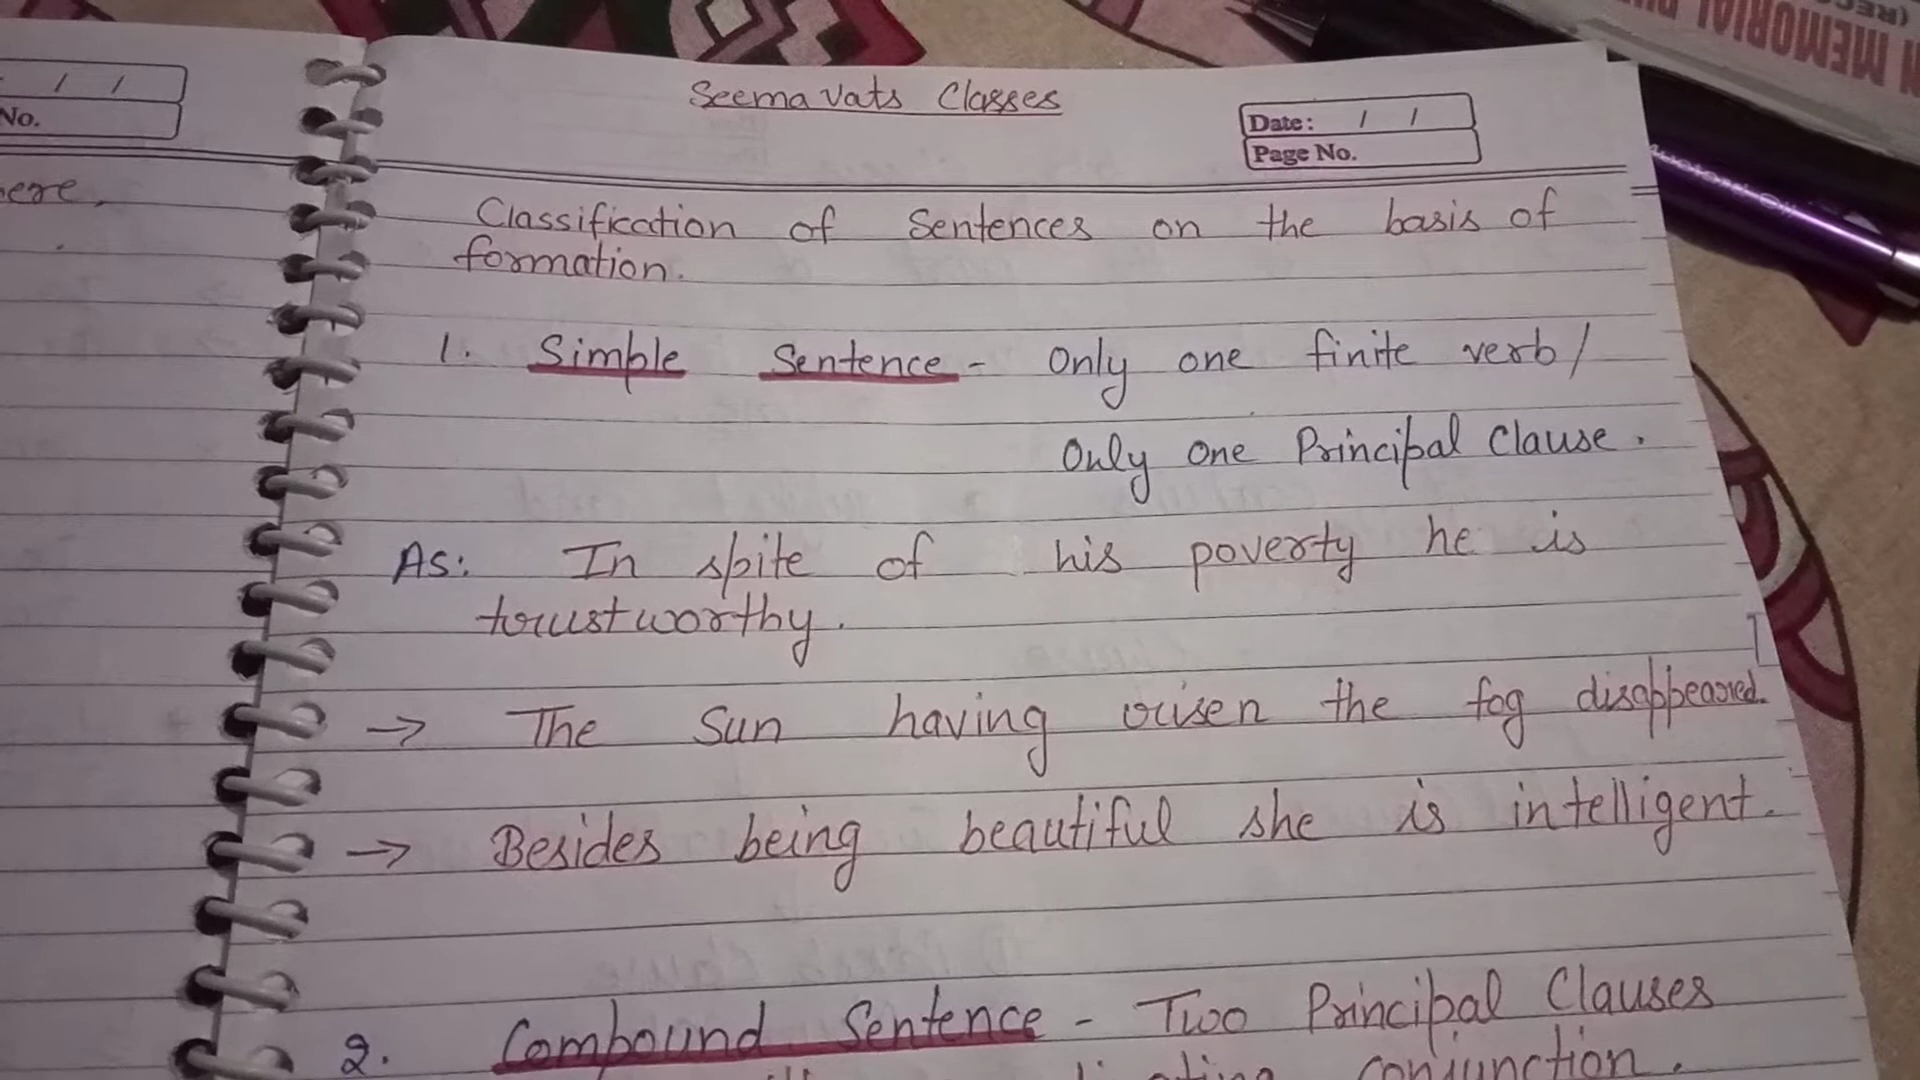 Seema Vats Classes
Date: / /
Page No.
/ /
No.
ere,
Classification of Sentences on the basis of
formation.
1. Simple Sentence - Only one finite verb/
Only one Principal Clause.
As: In spite of his poverty he is
trustworthy.
→ The Sun having risen the fog disappeared.
→ Besides being beautiful she is intelligent.
2. Compound Sentence - Two Principal Clauses
conjunction.
MEMORIAL